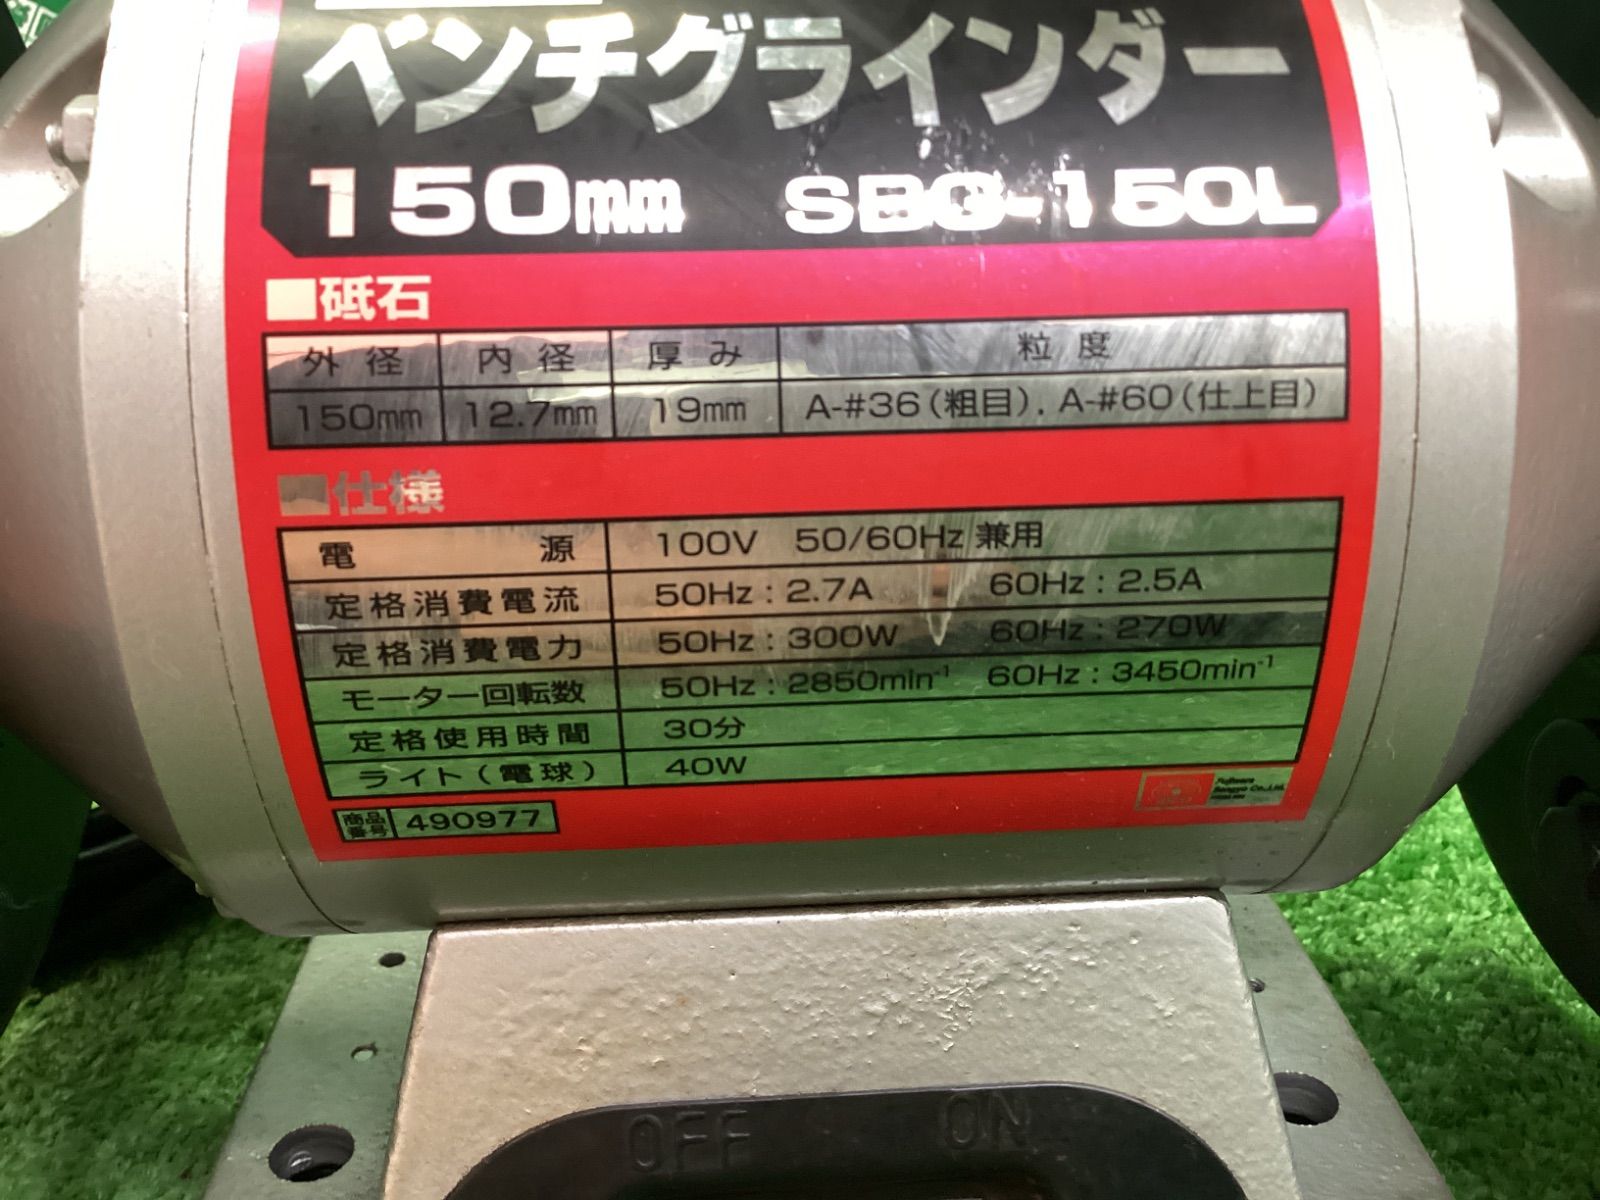 ベンチグラインダー
150mm SBG-150L
■砥石
外径 内径 厚み 粒度
150mm 12.7mm 19mm A-#36(粗目), A-#60(仕上目)
■仕様
電源 100V 50/60Hz 兼用
定格消費電流 50Hz:2.7A 60Hz:2.5A
定格消費電力 50Hz:300W 60Hz:270W
モーター回転数 50Hz:2850min⁻¹ 60Hz:3450min⁻¹
定格使用時間 30分
ライト(電球) 40W
商品番号 490977
Fujiwara
Sangyo Co.,Ltd.
OFF ON